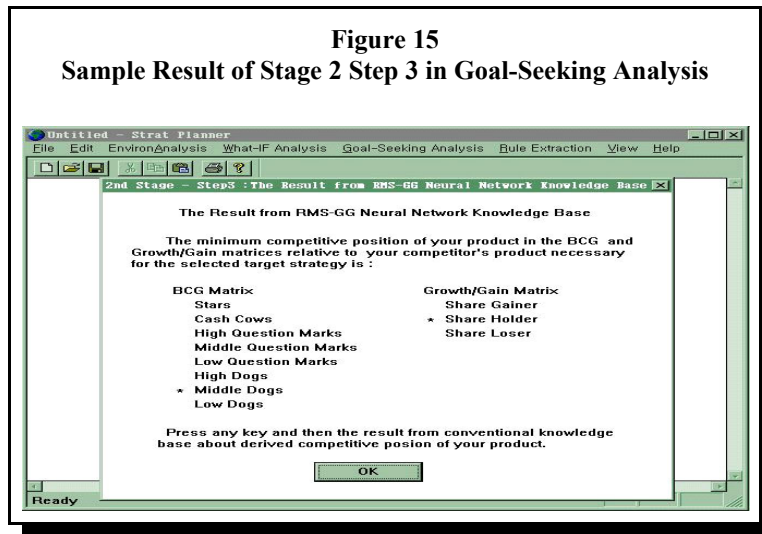 Figure 15
Sample Result of Stage 2 Step 3 in Goal-Seeking Analysis
Untitled - Strat Planner
File Edit EnvironAnalysis What-IF Analysis Goal-Seeking Analysis Rule Extraction View Help
2nd Stage - Step3 :The Result from RMS-GG Neural Network Knowledge Base
The Result from RMS-GG Neural Network Knowledge Base
The minimum competitive position of your product in the BCG and
Growth/Gain matrices relative to your competitor's product necessary
for the selected target strategy is :
BCG Matrix
Stars
Cash Cows
High Question Marks
Middle Question Marks
Low Question Marks
High Dogs
* Middle Dogs
Low Dogs
Growth/Gain Matrix
Share Gainer
* Share Holder
Share Loser
Press any key and then the result from conventional knowledge
base about derived competitive posion of your product.
OK
Ready